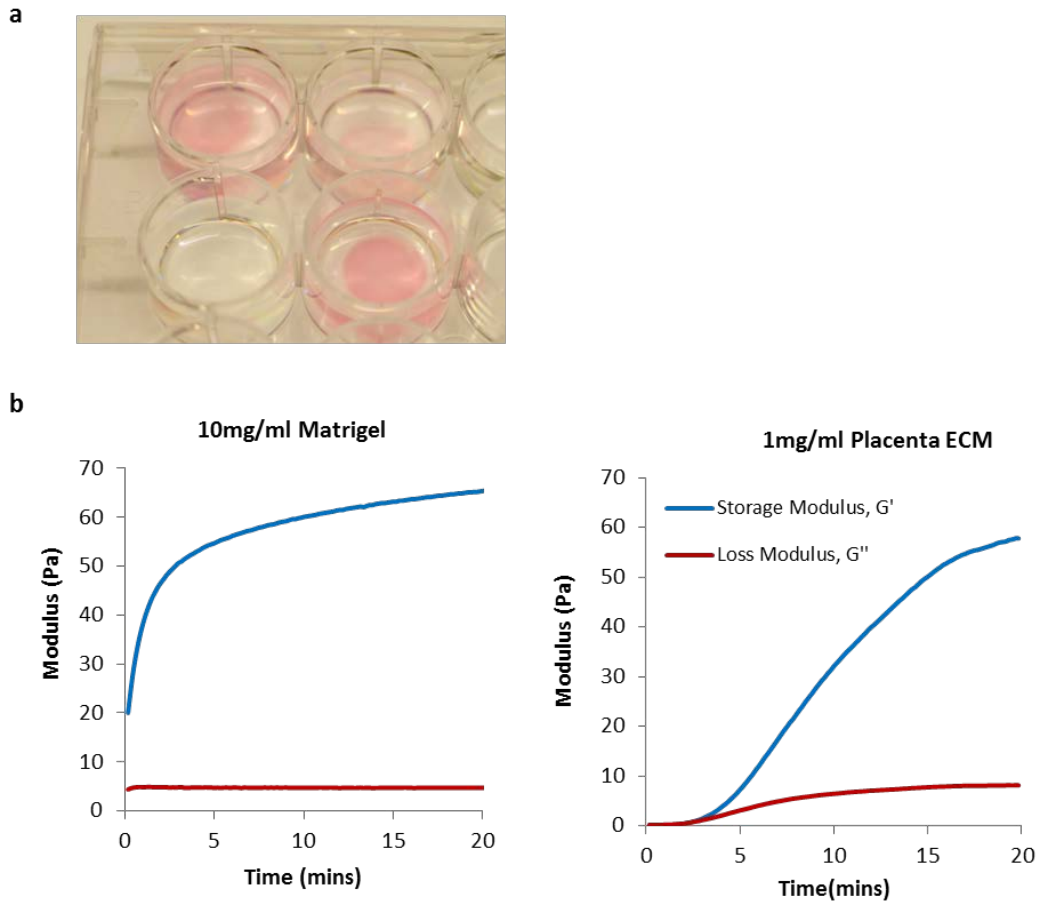 a
b
10mg/ml Matrigel
Modulus (Pa)
70
60
50
40
30
20
10
0
0 5 10 15 20
Time (mins)
1mg/ml Placenta ECM
Modulus (Pa)
70
60
50
40
30
20
10
0
Storage Modulus, G'
Loss Modulus, G''
0 5 10 15 20
Time(mins)